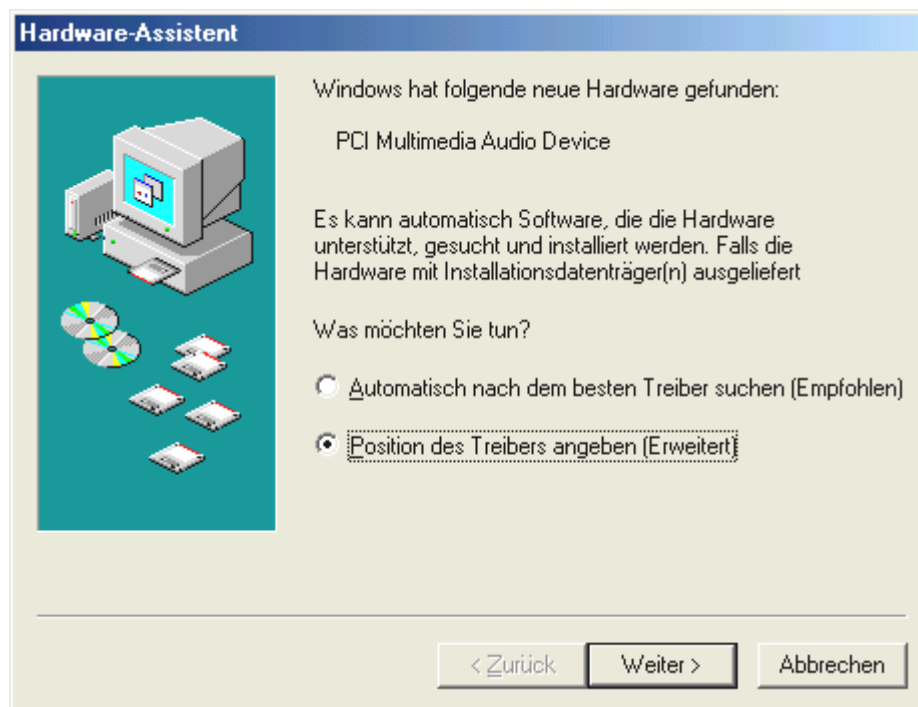 Hardware-Assistent
Windows hat folgende neue Hardware gefunden:
PCI Multimedia Audio Device
Es kann automatisch Software, die die Hardware
unterstützt, gesucht und installiert werden. Falls die
Hardware mit Installationsdatenträger(n) ausgeliefert
Was möchten Sie tun?
Automatisch nach dem besten Treiber suchen (Empfohlen)
Position des Treibers angeben (Erweitert)
< Zurück
Weiter >
Abbrechen